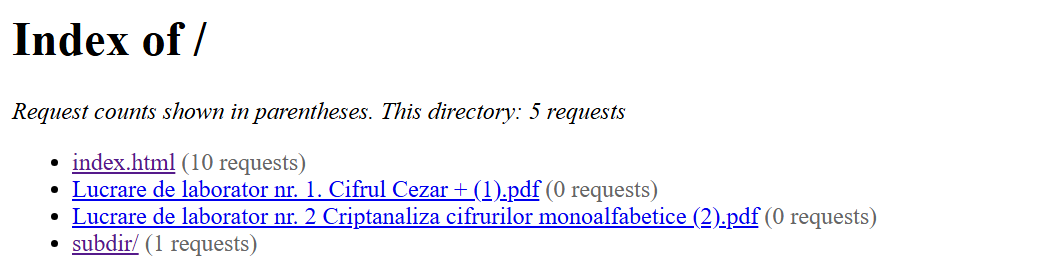 Index of /
Request counts shown in parentheses. This directory: 5 requests
index.html (10 requests)
Lucrare de laborator nr. 1. Cifrul Cezar + (1).pdf (0 requests)
Lucrare de laborator nr. 2 Criptanaliza cifrurilor monoalfabetice (2).pdf (0 requests)
subdir/ (1 requests)